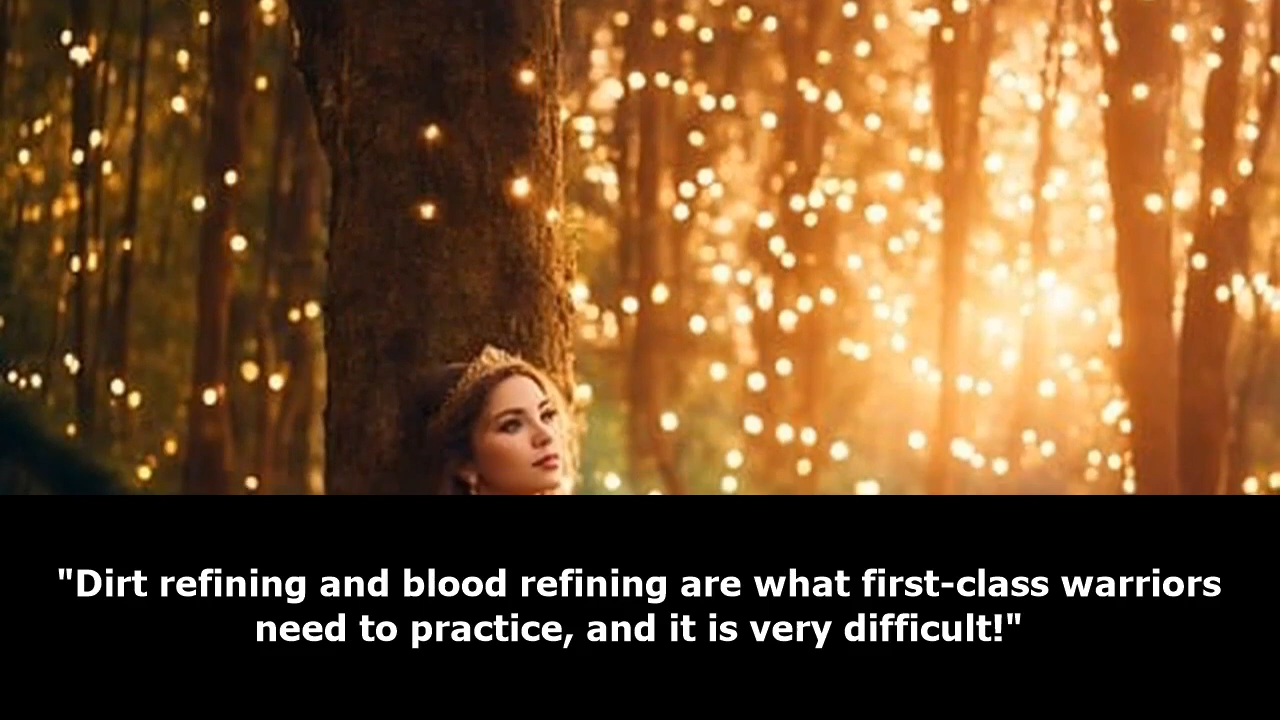 "Dirt refining and blood refining are what first-class warriors
need to practice, and it is very difficult!"